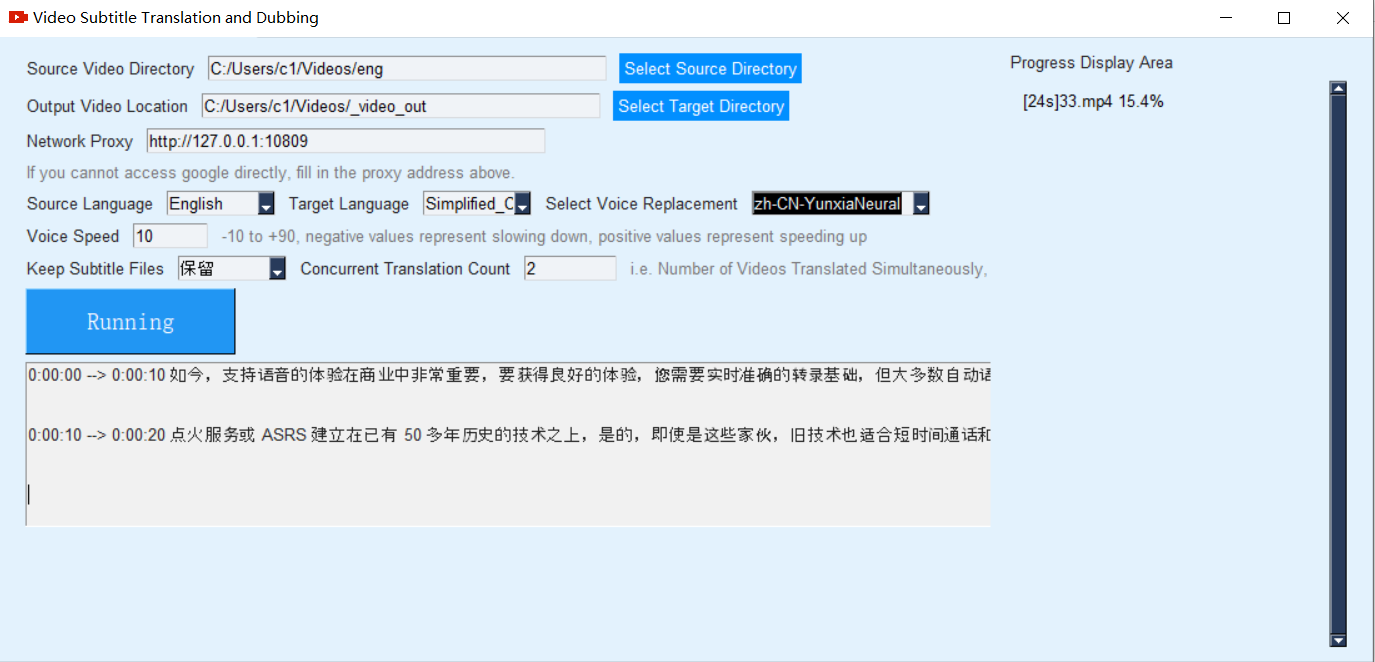 Video Subtitle Translation and Dubbing
Source Video Directory C:/Users/c1/Videos/eng Select Source Directory
Output Video Location C:/Users/c1/Videos/_video_out Select Target Directory
Network Proxy http://127.0.0.1:10809
If you cannot access google directly, fill in the proxy address above.
Source Language English Target Language Simplified_C Select Voice Replacement zh-CN-YunxiaNeural
Voice Speed 10 -10 to +90, negative values represent slowing down, positive values represent speeding up
Keep Subtitle Files 保留 Concurrent Translation Count 2 i.e. Number of Videos Translated Simultaneously,
Running
0:00:00 --> 0:00:10 如今，支持语音的体验在商业中非常重要，要获得良好的体验，您需要实时准确的转录基础，但大多数自动语
0:00:10 --> 0:00:20 点火服务或 ASRS 建立在已有 50 多年历史的技术之上，是的，即使是这些家伙，旧技术也适合短时间通话和
Progress Display Area
[24s]33.mp4 15.4%